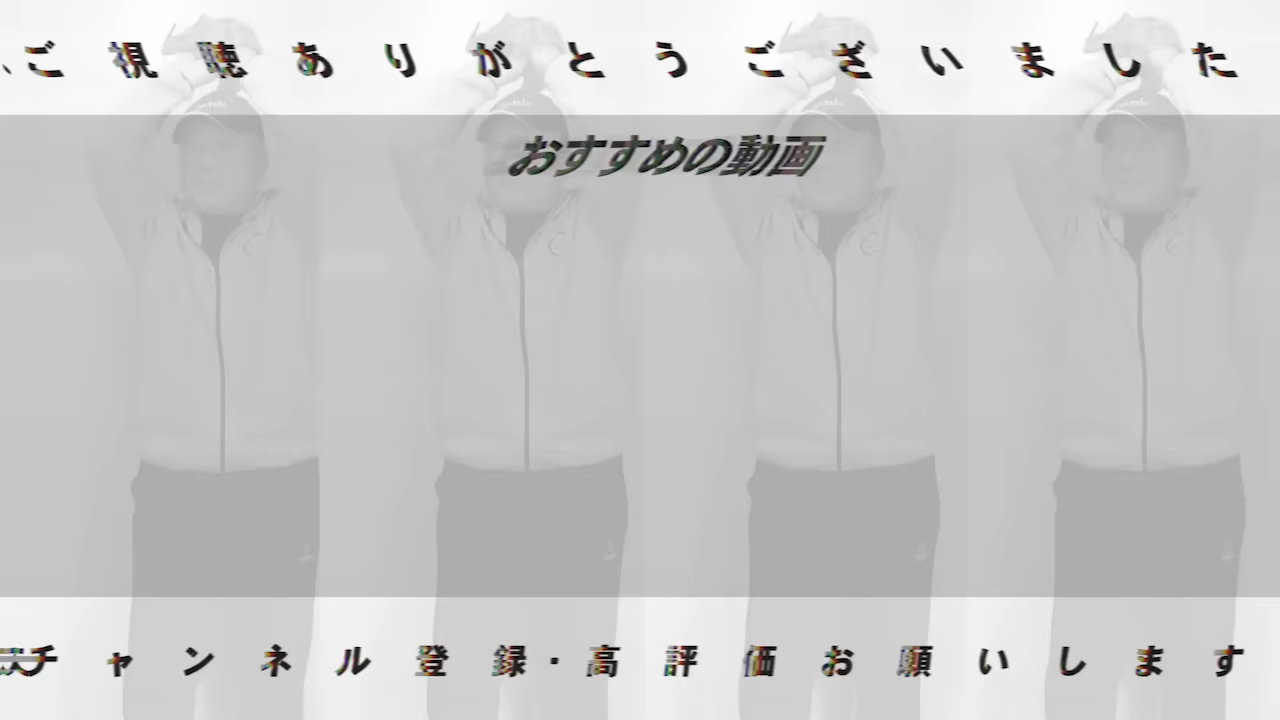 ご視聴ありがとうございました
おすすめの動画
チャンネル登録・高評価お願いします